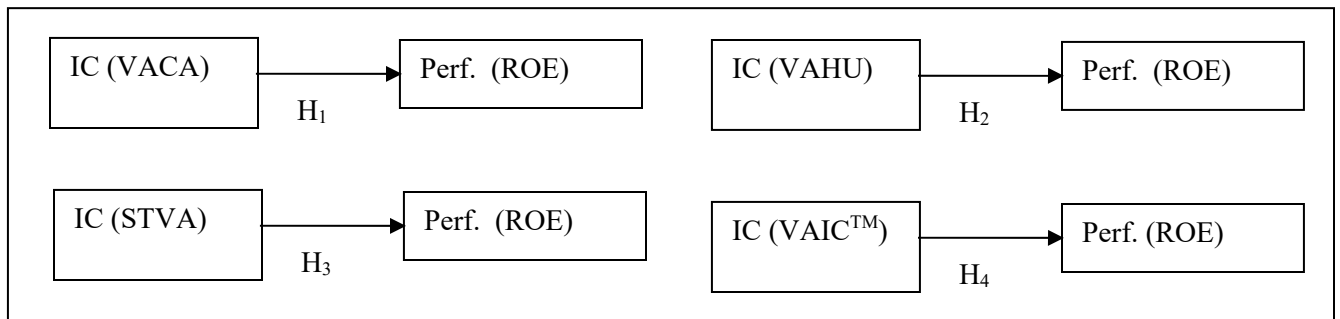 IC (VACA)
Perf. (ROE)
H₁
IC (VAHU)
Perf. (ROE)
H₂
IC (STVA)
Perf. (ROE)
H₃
IC (VAIC™)
Perf. (ROE)
H₄